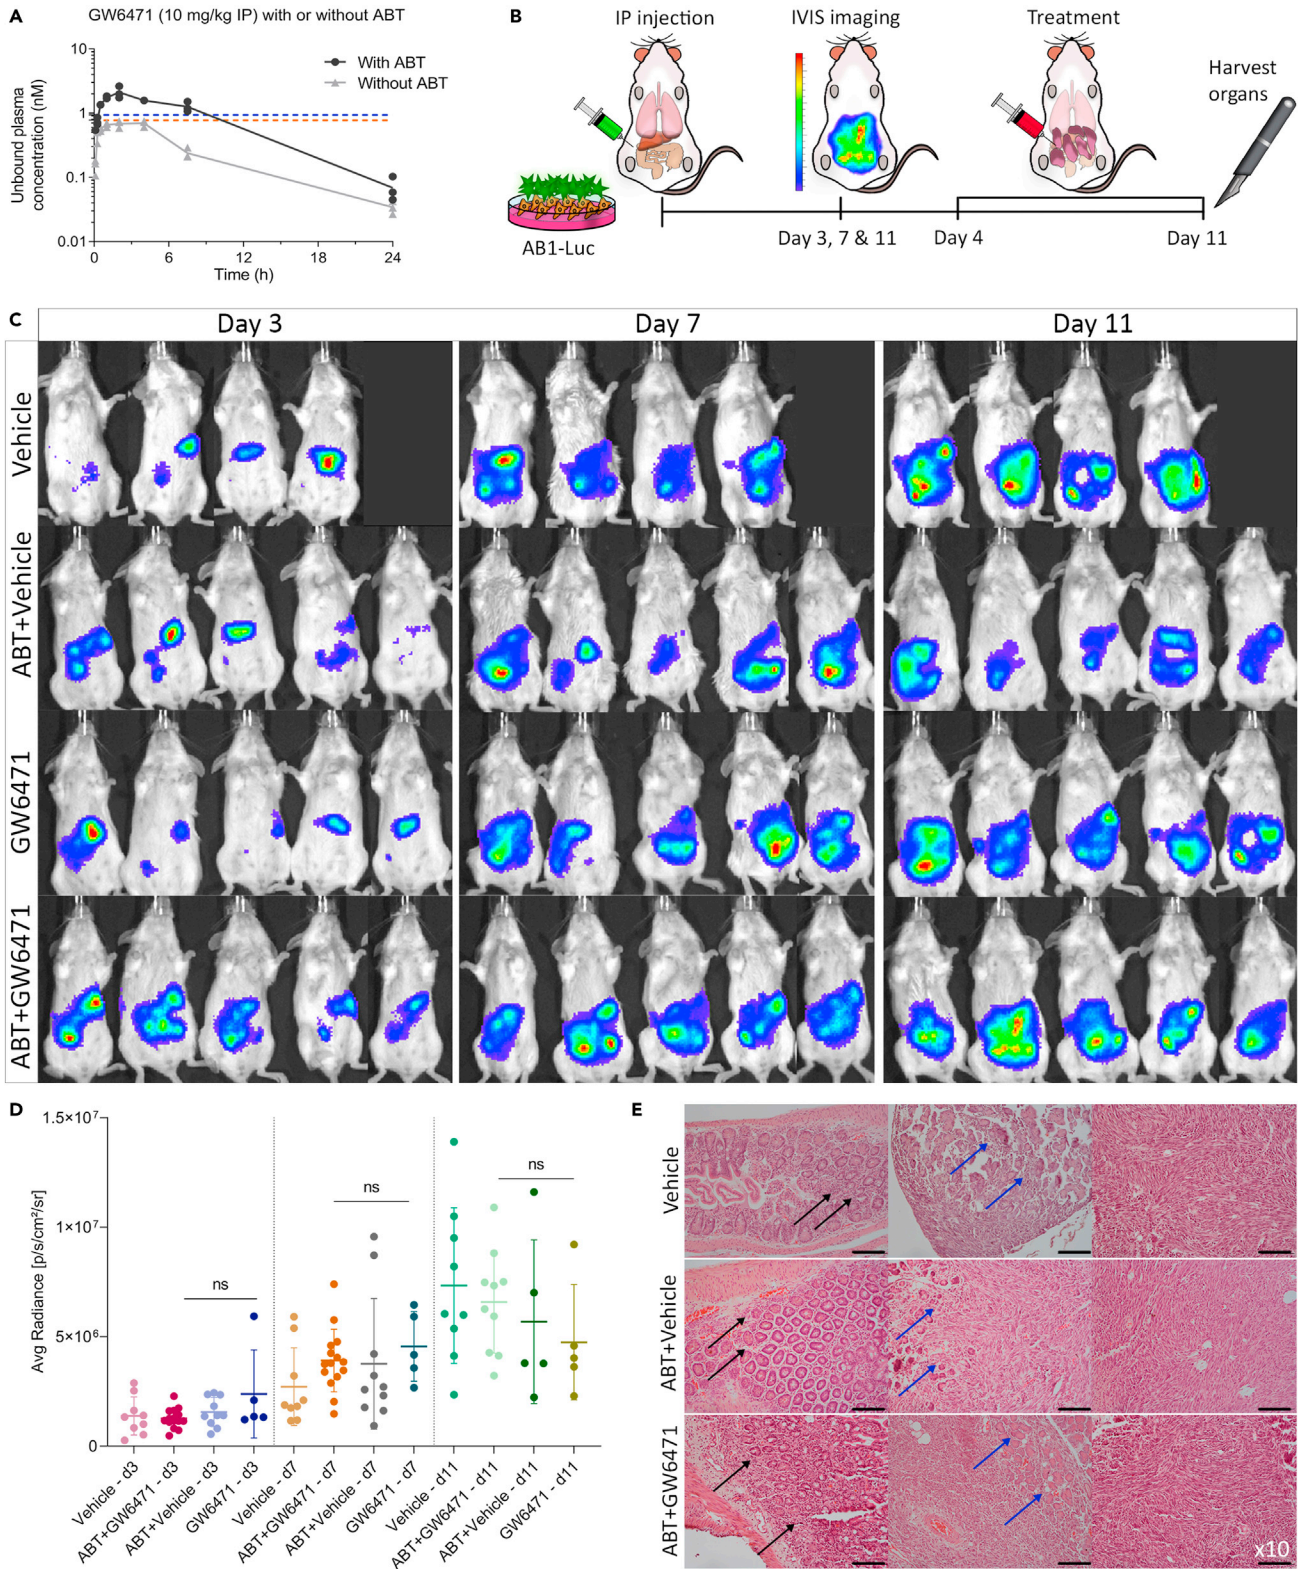 A
GW6471 (10 mg/kg IP) with or without ABT
Unbound plasma
concentration (nM)
10
1
0.1
0.01
0
6
12
18
24
Time (h)
With ABT
Without ABT
B
IP injection
IVIS imaging
Treatment
Harvest
organs
AB1-Luc
Day 3, 7 & 11
Day 4
Day 11
C
Day 3
Day 7
Day 11
Vehicle
ABT+Vehicle
GW6471
ABT+GW6471
D
Avg Radiance [p/s/cm²/sr]
1.5×10⁷
1×10⁷
5×10⁶
0
ns
ns
ns
Vehicle - d3
ABT+GW6471 - d3
ABT+Vehicle - d3
GW6471 - d3
Vehicle - d7
ABT+GW6471 - d7
ABT+Vehicle - d7
GW6471 - d7
Vehicle - d11
ABT+GW6471 - d11
ABT+Vehicle - d11
GW6471 - d11
E
Vehicle
ABT+Vehicle
ABT+GW6471
x10